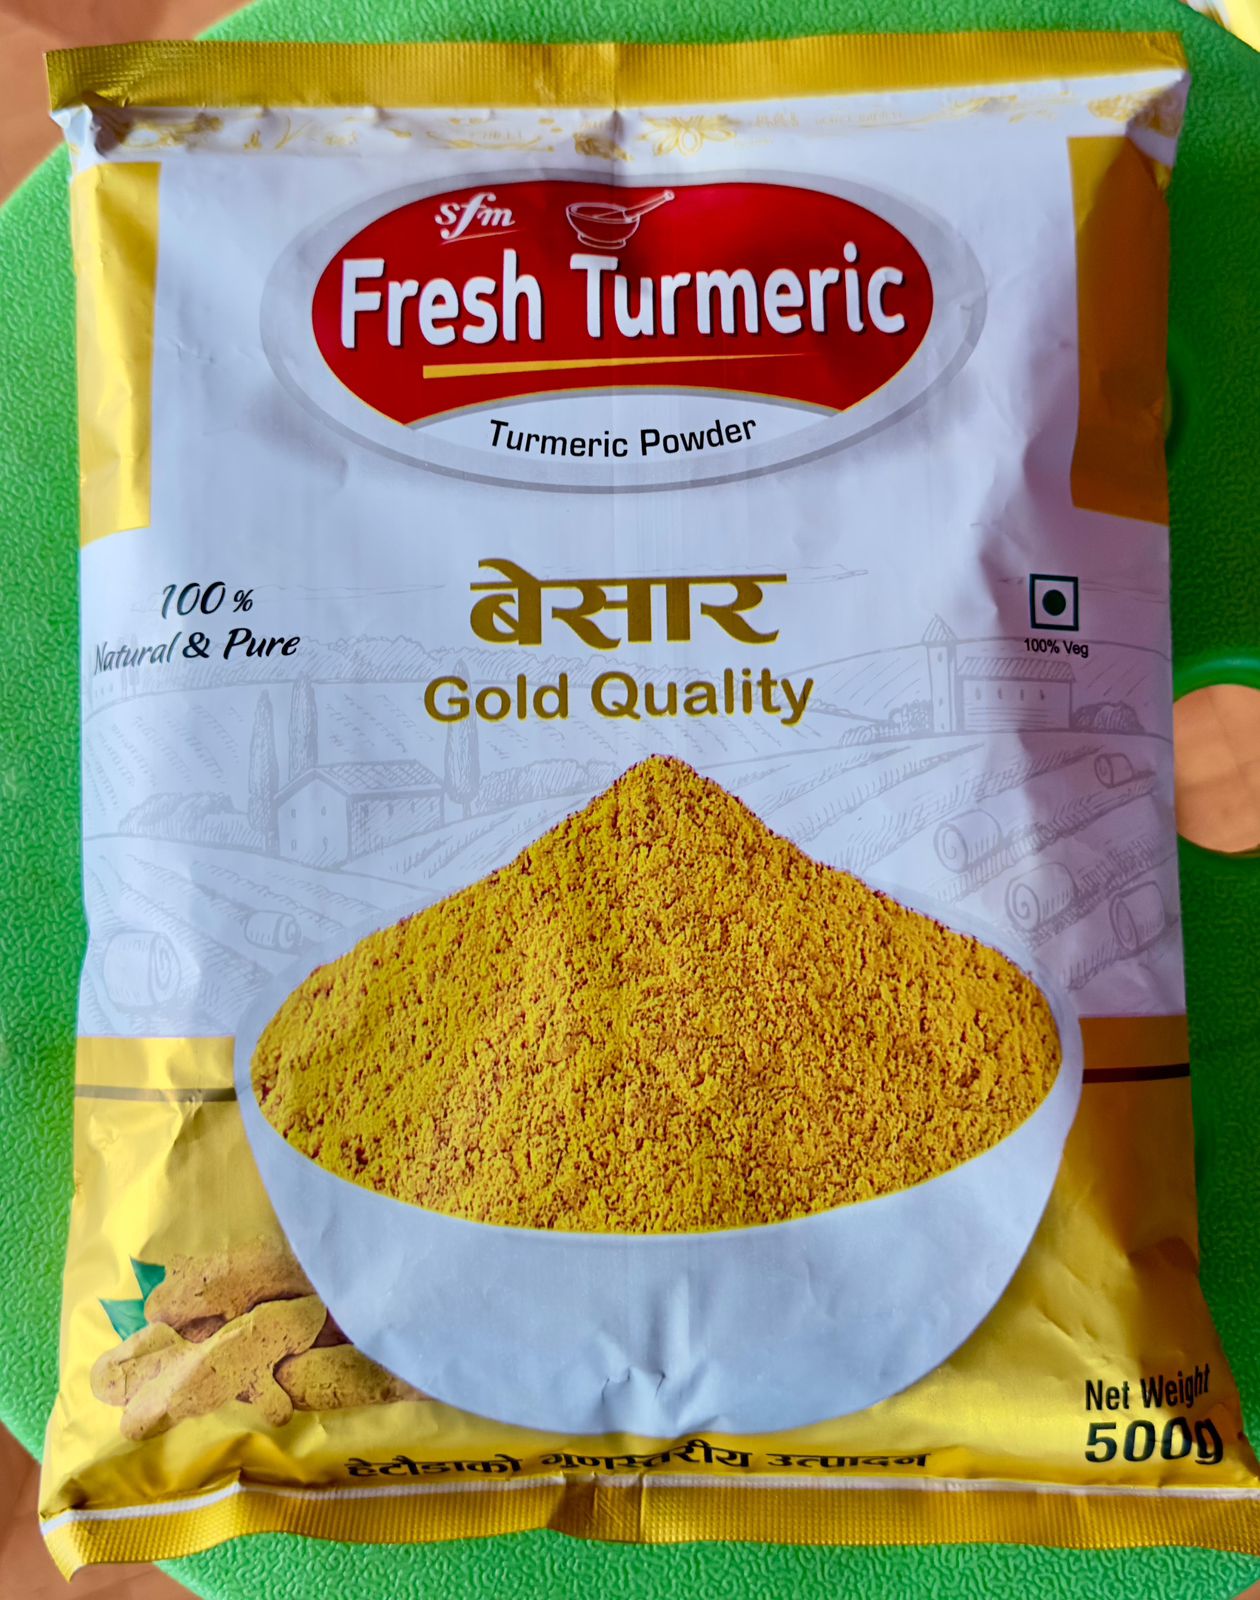 sfm
Fresh Turmeric
Turmeric Powder
बेसार
Gold Quality
100 %
Natural & Pure
100% Veg
Net Weight
500g
हेटौडाको गुणस्तरीय उत्पादन